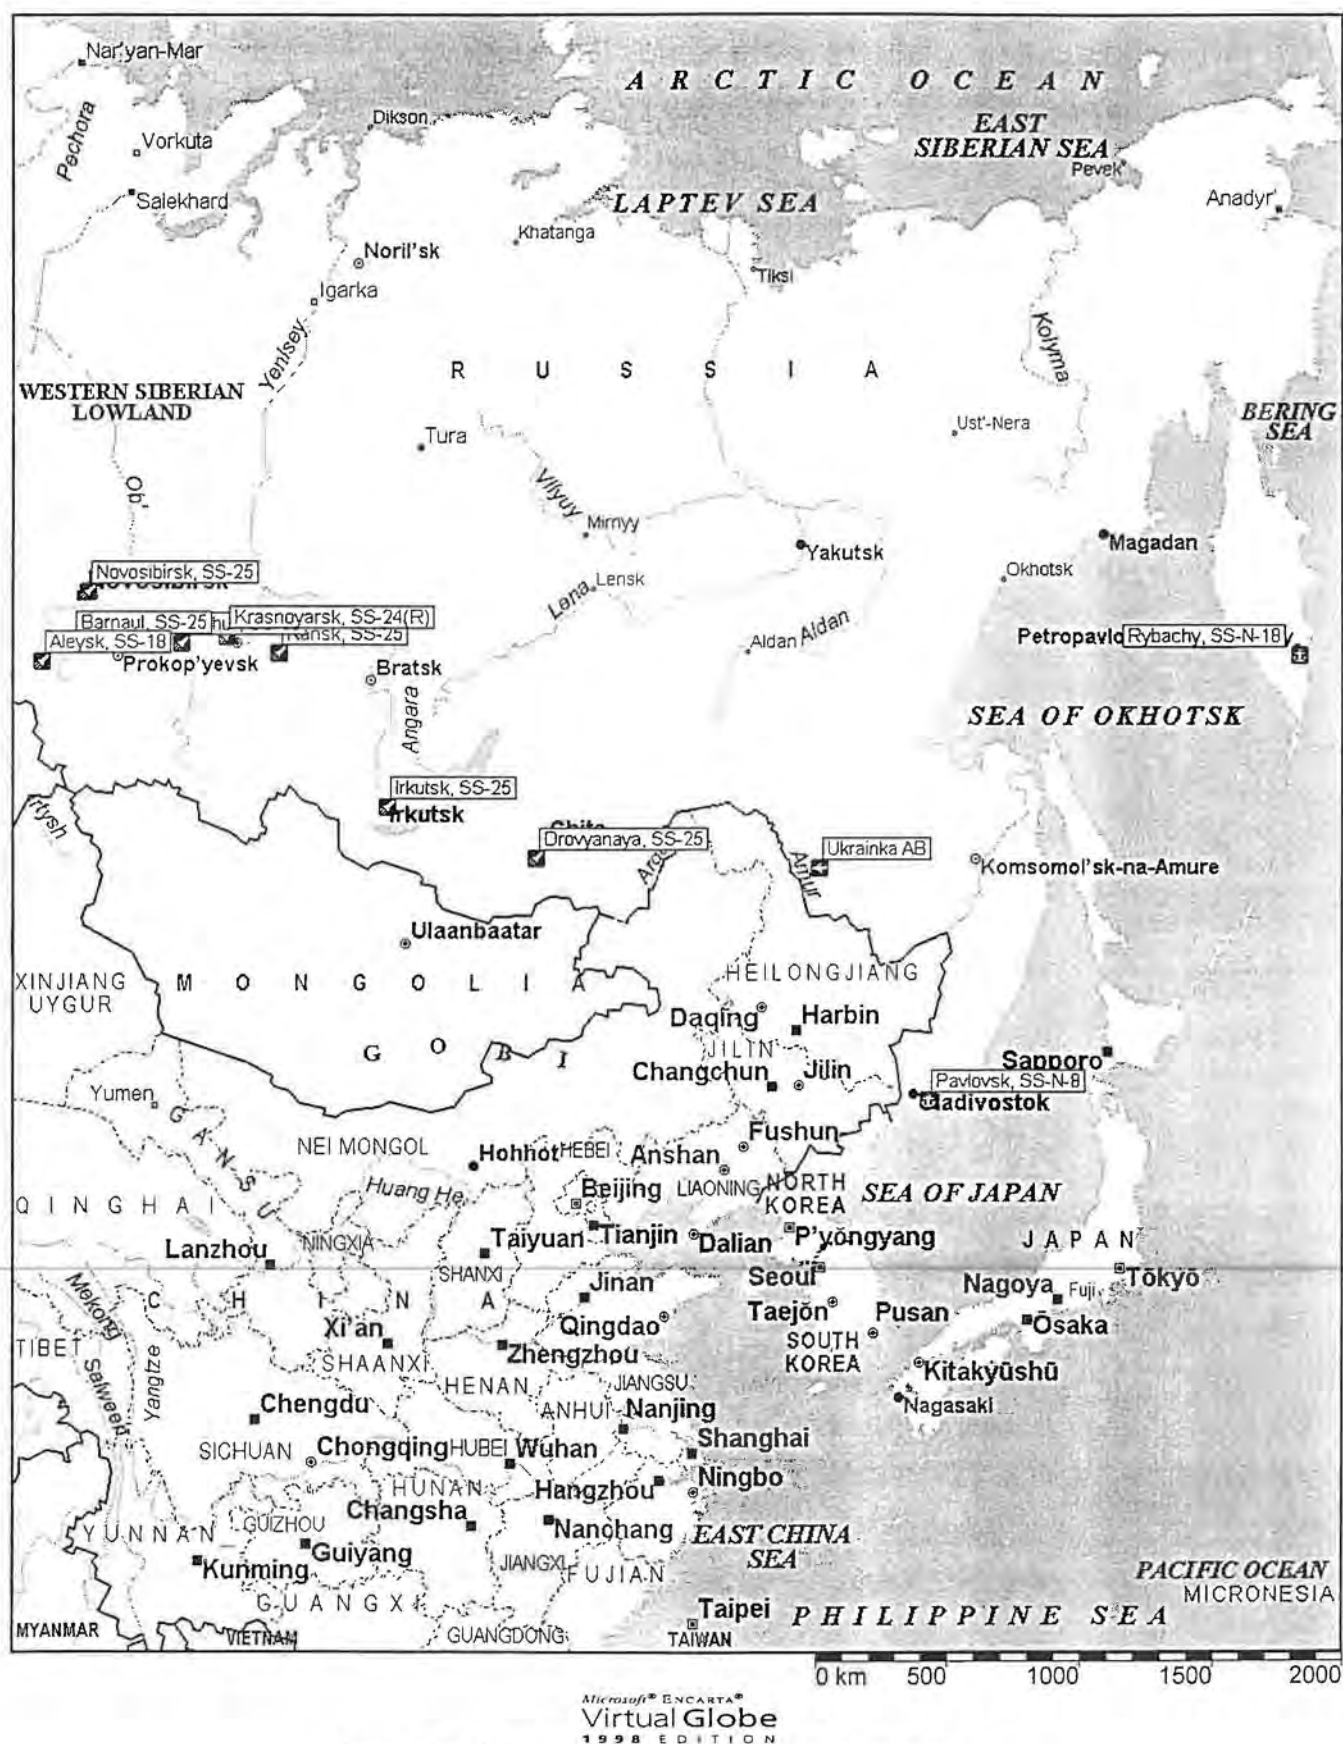 Nar'yan-Mar
ARCTIC OCEAN
Dikson
EAST
SIBERIAN SEA
Pechora
Vorkuta
Pevek
Salekhard
LAPTEV SEA
Anadyr'
Khatanga
Noril'sk
Tiksi
Igarka
Kolyma
Yenisey
RUSSIA
WESTERN SIBERIAN
LOWLAND
BERING
SEA
Ust'-Nera
Tura
Ob'
Vilyuy
Mirnyy
Magadan
Yakutsk
Okhotsk
Novosibirsk, SS-25
Lensk
Lena
Barnaul, SS-25
Krasnoyarsk, SS-24(R)
Kansk, SS-25
Aldan
Aldan
Petropavlo
Rybachy, SS-N-18
Aleysk, SS-18
Prokop'yevsk
Bratsk
Angara
SEA OF OKHOTSK
Irkutsk, SS-25
Irkutsk
Irtysh
Drovyanaya, SS-25
Ukrainka AB
Amur
Komsomol'sk-na-Amure
Ulaanbaatar
XINJIANG
UYGUR
MONGOLIA
HEILONGJIANG
Daqing
Harbin
GOBI
JILIN
Sapporo
Changchun
Jilin
Pavlovsk, SS-N-8
Yumen
GANSU
NEI MONGOL
Fushun
Hohhot
HEBEI
Anshan
Huang He
Beijing
LIAONING
NORTH
KOREA
SEA OF JAPAN
QINGHAI
NINGXIA
Taiyuan
Tianjin
Dalian
P'yŏngyang
JAPAN
Lanzhou
SHANXI
Seoul
Nagoya
Fuji
Tōkyō
Mekong
CHINA
Jinan
Taejŏn
Pusan
Xi'an
Qingdao
SOUTH
KOREA
Ōsaka
TIBET
SHAANXI
Zhengzhou
Kitakyūshū
Salween
Yangtze
HENAN
JIANGSU
Nagasaki
Chengdu
ANHUI
Nanjing
SICHUAN
Chongqing
HUBEI
Wuhan
Shanghai
HUNAN
Hangzhou
Ningbo
YUNNAN
GUIZHOU
Changsha
Nanchang
EAST CHINA
SEA
Kunming
Guiyang
JIANGXI
FUJIAN
PACIFIC OCEAN
MICRONESIA
GUANGXI
Taipei
PHILIPPINE SEA
MYANMAR
VIETNAM
GUANGDONG
TAIWAN
0 km 500 1000 1500 2000
Microsoft® ENCARTA®
Virtual Globe
1998 EDITION